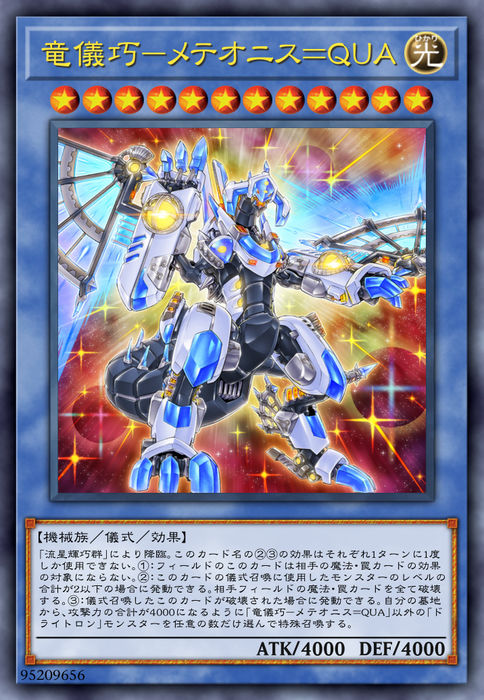 竜儀巧－メテオニス＝QUA
ひかり
光
【機械族／儀式／効果】
「流星輝巧群」により降臨。このカード名の②③の効果はそれぞれ1ターンに1度
しか使用できない。①：フィールドのこのカードは相手の魔法・罠カードの効果
の対象にならない。②：このカードの儀式召喚に使用したモンスターのレベルの
合計が2以下の場合に発動できる。相手フィールドの魔法・罠カードを全て破壊
する。③：儀式召喚したこのカードが破壊された場合に発動できる。自分の墓地
から、攻撃力の合計が4000になるように「竜儀巧－メテオニス＝QUA」以外の「ド
ライトロン」モンスターを任意の数だけ選んで特殊召喚する。
ATK/4000 DEF/4000
95209656